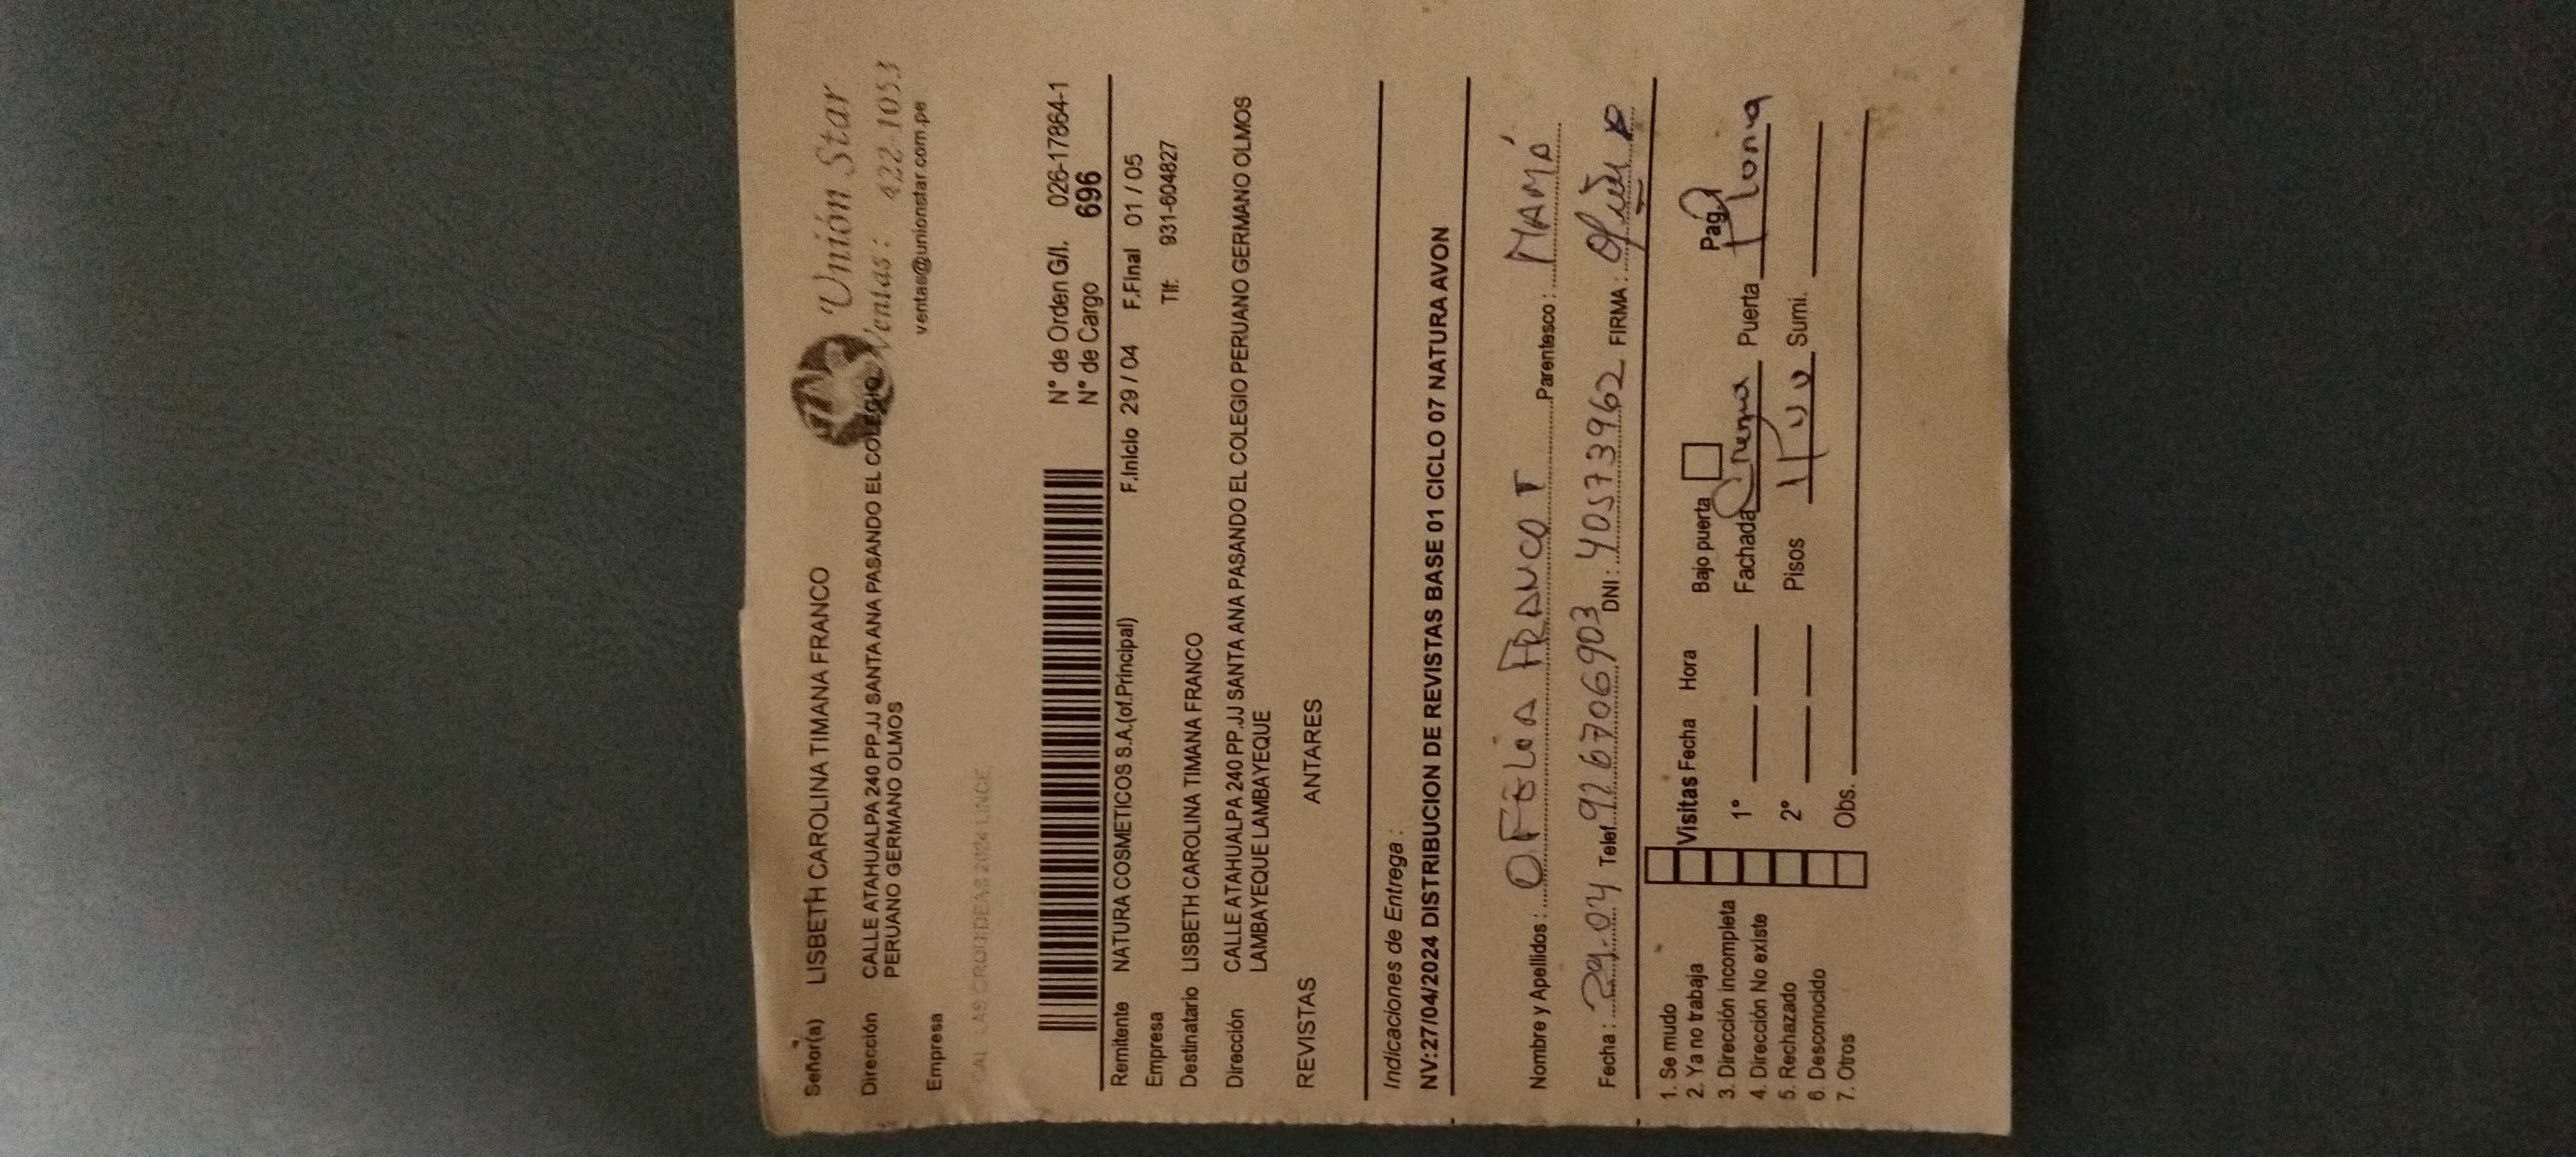 Señor(a) LISBETH CAROLINA TIMANA FRANCO
Unión Star
Dirección CALLE ATAHUALPA 240 PP.JJ SANTA ANA PASANDO EL COLEGIO
Ventas: 422-1053
PERUANO GERMANO OLMOS
ventas@unionstar.com.pe
Empresa
N° de Orden G/I. 026-17864-1
N° de Cargo 696
Remitente NATURA COSMETICOS S.A.(of.Principal) F.Inicio 29 / 04 F.Final 01 / 05
Empresa Tlf: 931-604827
Destinatario LISBETH CAROLINA TIMANA FRANCO
Dirección CALLE ATAHUALPA 240 PP.JJ SANTA ANA PASANDO EL COLEGIO PERUANO GERMANO OLMOS
LAMBAYEQUE LAMBAYEQUE
REVISTAS ANTARES
Indicaciones de Entrega :
NV:27/04/2024 DISTRIBUCION DE REVISTAS BASE 01 CICLO 07 NATURA AVON
Nombre y Apellidos : OFELIA FRANCO T Parentesco : MAMÁ
Fecha : 29-04 Telef. 926706903 DNI : 40573962 FIRMA :
1. Se mudo
2. Ya no trabaja Visitas Fecha Hora Bajo puerta Pag.
3. Dirección incompleta
4. Dirección No existe 1° Fachada Crema Puerta
5. Rechazado
6. Desconocido 2° Pisos 1 Sumi.
7. Otros Obs.